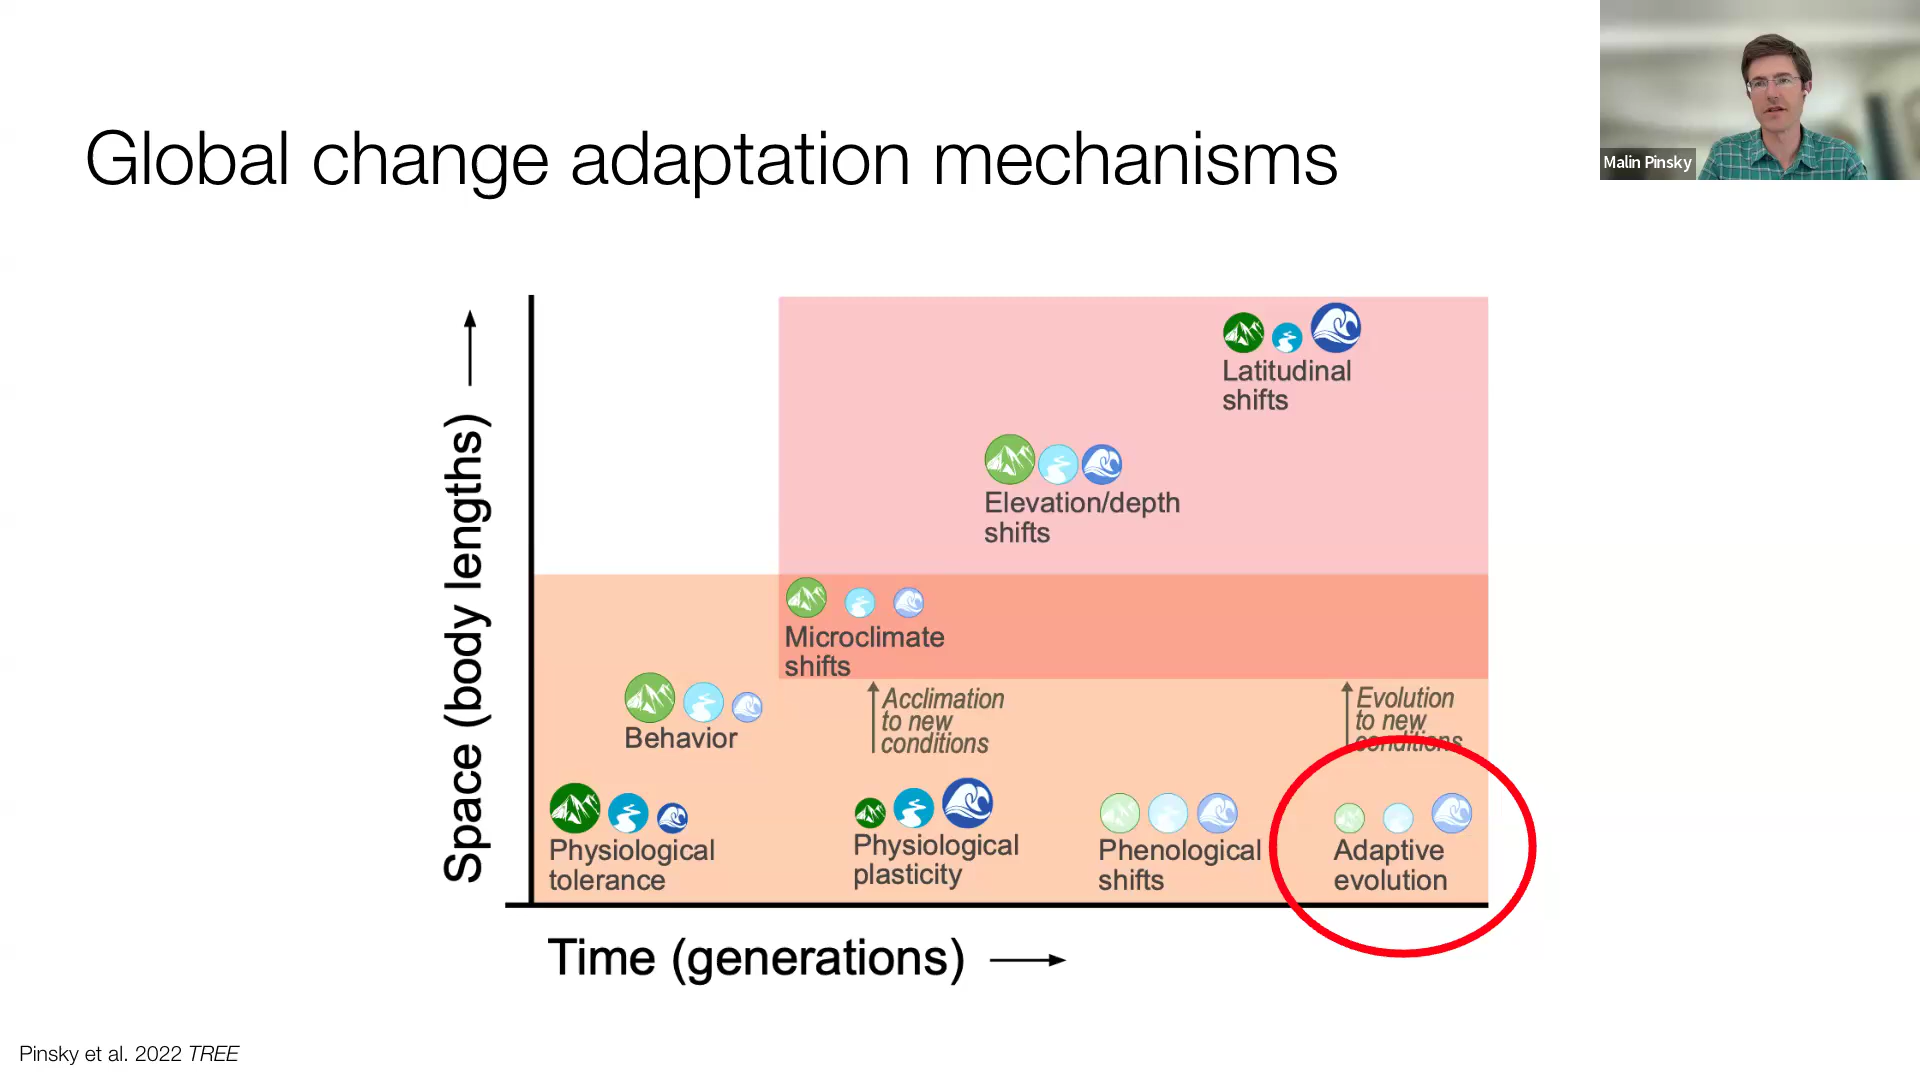 Malin Pinsky
Global change adaptation mechanisms
Space (body lengths)
Latitudinal
shifts
Elevation/depth
shifts
Microclimate
shifts
Behavior
Acclimation
to new
conditions
Evolution
to new
conditions
Physiological
tolerance
Physiological
plasticity
Phenological
shifts
Adaptive
evolution
Time (generations)
Pinsky et al. 2022 TREE